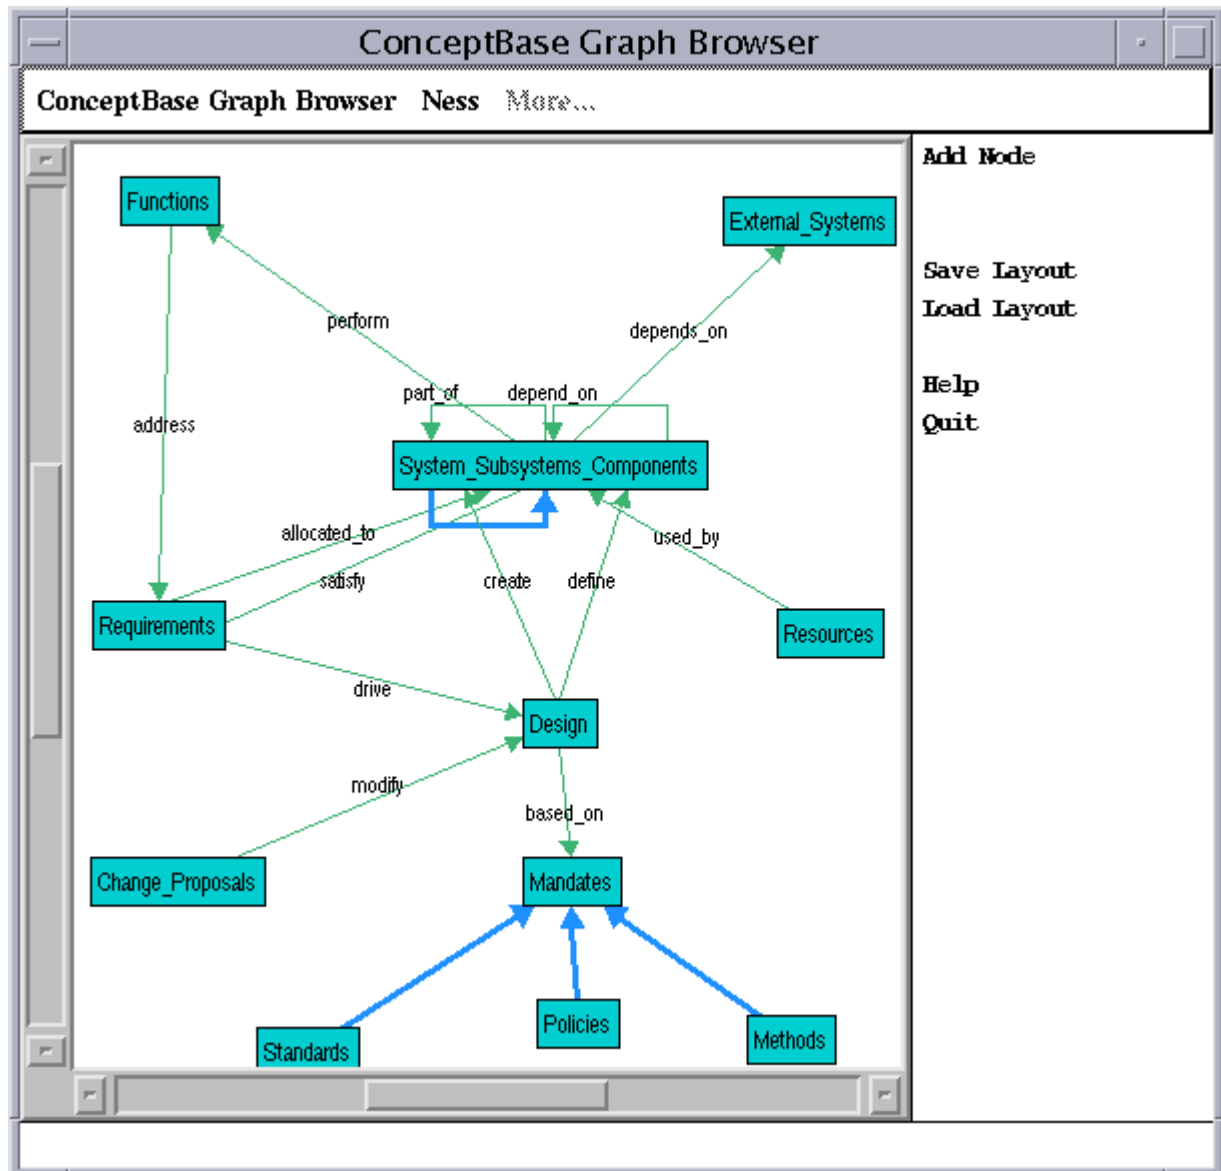 ConceptBase Graph Browser
ConceptBase Graph Browser Ness More...
Add Node
Save Layout
Load Layout
Help
Quit
Functions
External_Systems
perform
depends_on
part_of
depend_on
address
System_Subsystems_Components
allocated_to
used_by
satisfy
create
define
Requirements
Resources
drive
Design
modify
based_on
Change_Proposals
Mandates
Policies
Methods
Standards